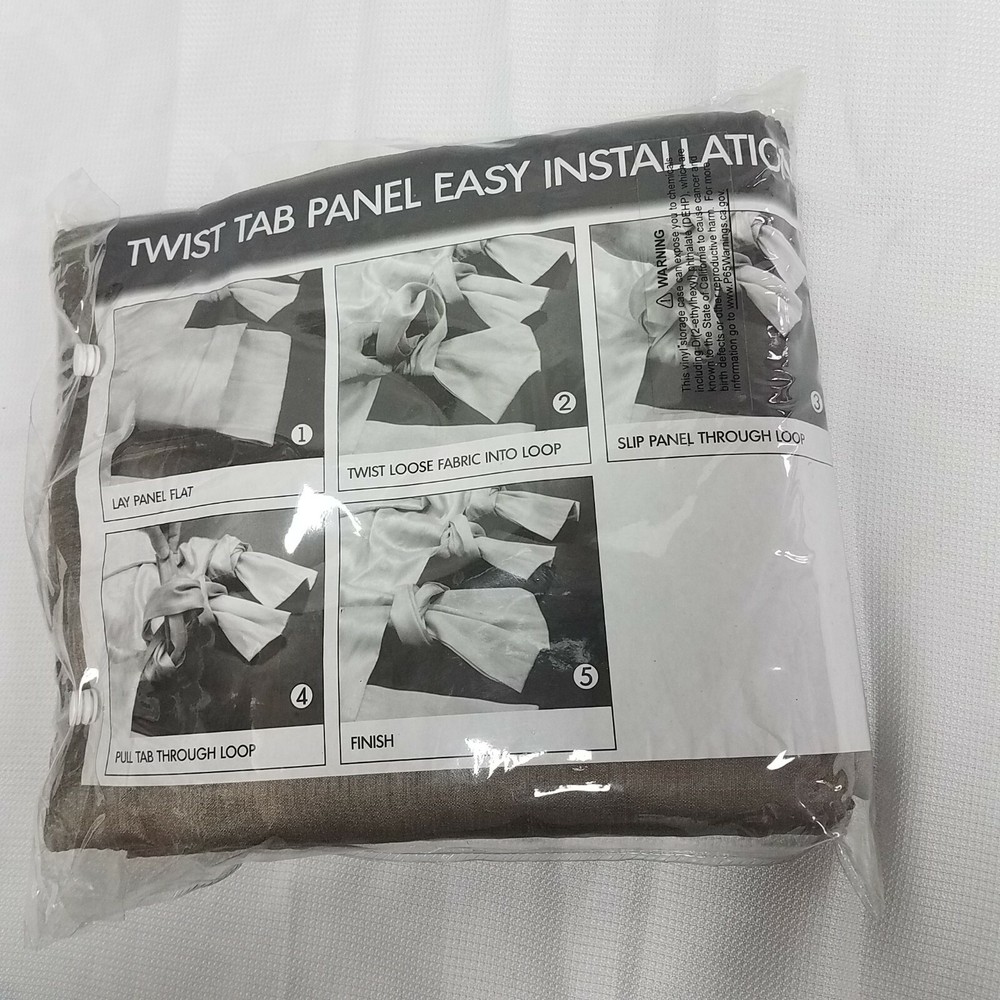 TWIST TAB PANEL EASY INSTALLATION
1
LAY PANEL FLAT
2
TWIST LOOSE FABRIC INTO LOOP
3
SLIP PANEL THROUGH LOOP
4
PULL TAB THROUGH LOOP
5
FINISH
⚠ WARNING
This vinyl storage case can expose you to chemicals
including Di(2-ethylhexyl) phthalate (DEHP), which are
known to the State of California to cause cancer and
birth defects or other reproductive harm. For more
information go to www.P65Warnings.ca.gov